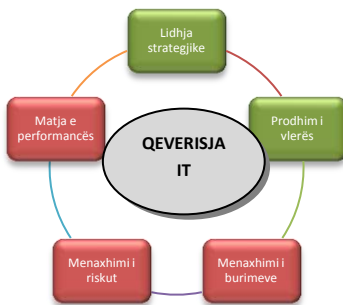 Lidhja
strategjike
Matja e
performancës
QEVERISJA
IT
Prodhim i
vlerës
Menaxhimi i
riskut
Menaxhimi i
burimeve